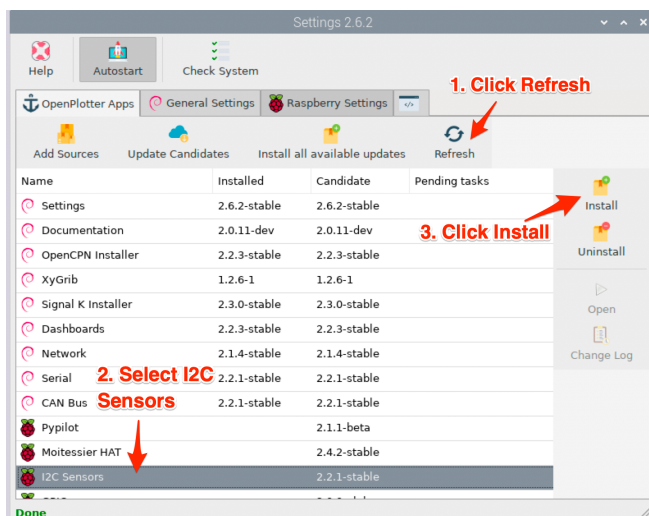 Settings 2.6.2
Help Autostart Check System
1. Click Refresh
OpenPlotter Apps General Settings Raspberry Settings </>
Add Sources Update Candidates Install all available updates Refresh
Name Installed Candidate Pending tasks
Settings 2.6.2-stable 2.6.2-stable
Install
Documentation 2.0.11-dev 2.0.11-dev
3. Click Install
OpenCPN Installer 2.2.3-stable 2.2.3-stable
Uninstall
XyGrib 1.2.6-1 1.2.6-1
Signal K Installer 2.3.0-stable 2.3.0-stable
Open
Dashboards 2.2.3-stable 2.2.3-stable
Network 2.1.4-stable 2.1.4-stable
Change Log
Serial 2.2.1-stable 2.2.1-stable
2. Select I2C
Sensors
CAN Bus 2.2.1-stable 2.2.1-stable
Pypilot 2.1.1-beta
Moitessier HAT 2.4.2-stable
I2C Sensors 2.2.1-stable
Done